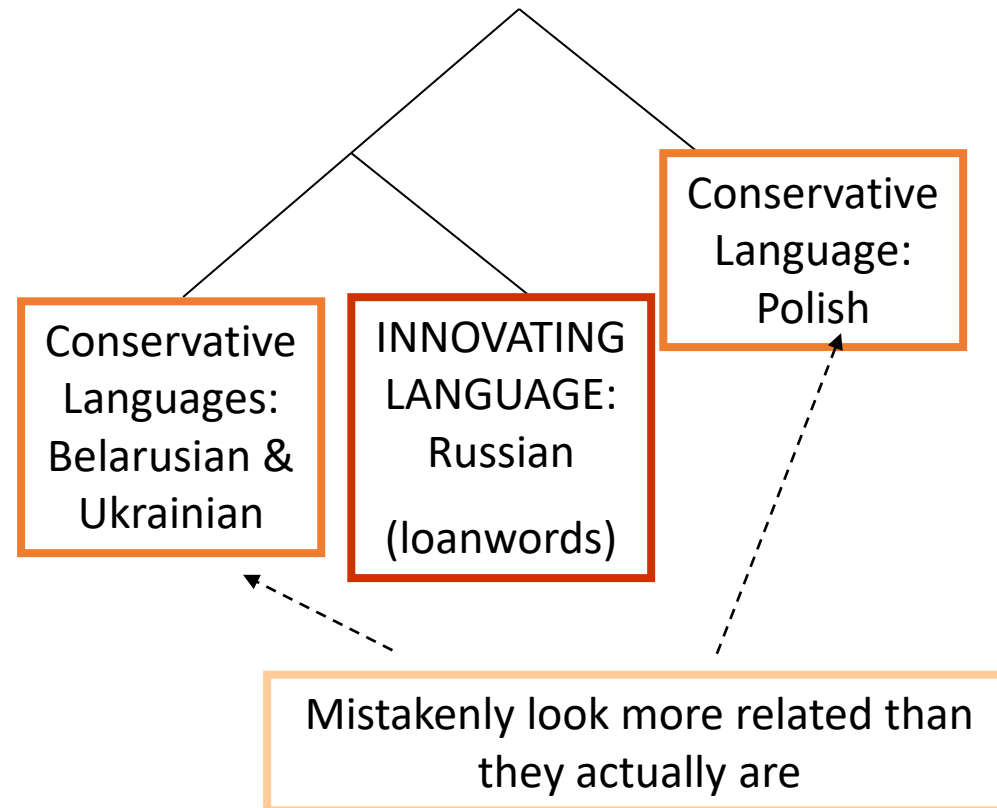 Conservative
Languages:
Belarusian &
Ukrainian
INNOVATING
LANGUAGE:
Russian
(loanwords)
Conservative
Language:
Polish
Mistakenly look more related than
they actually are